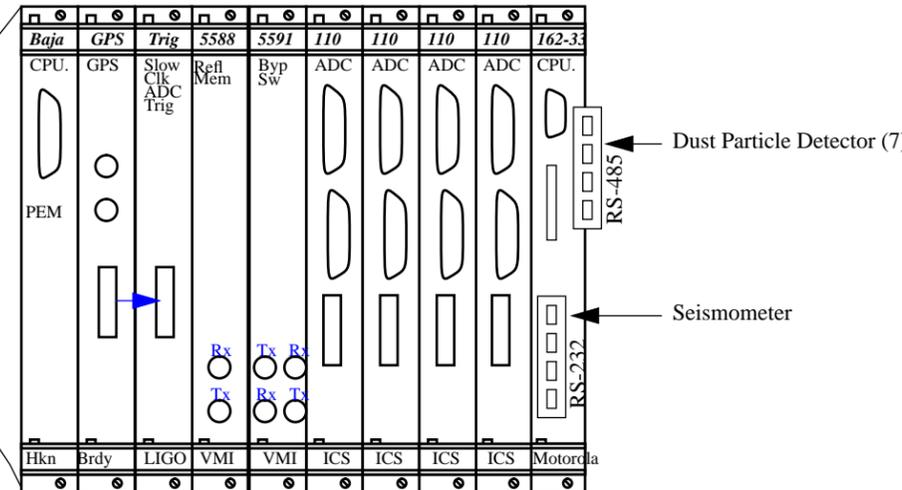 Baja GPS Trig 5588 5591 110 110 110 110 162-33
CPU. GPS Slow Refl Byp ADC ADC ADC ADC CPU.
Clk Mem Sw
ADC
Trig
Dust Particle Detector (7)
RS-485
PEM
Seismometer
Rx Tx Rx
RS-232
Tx Rx Tx
Hkn Brdy LIGO VMI VMI ICS ICS ICS ICS Motorola